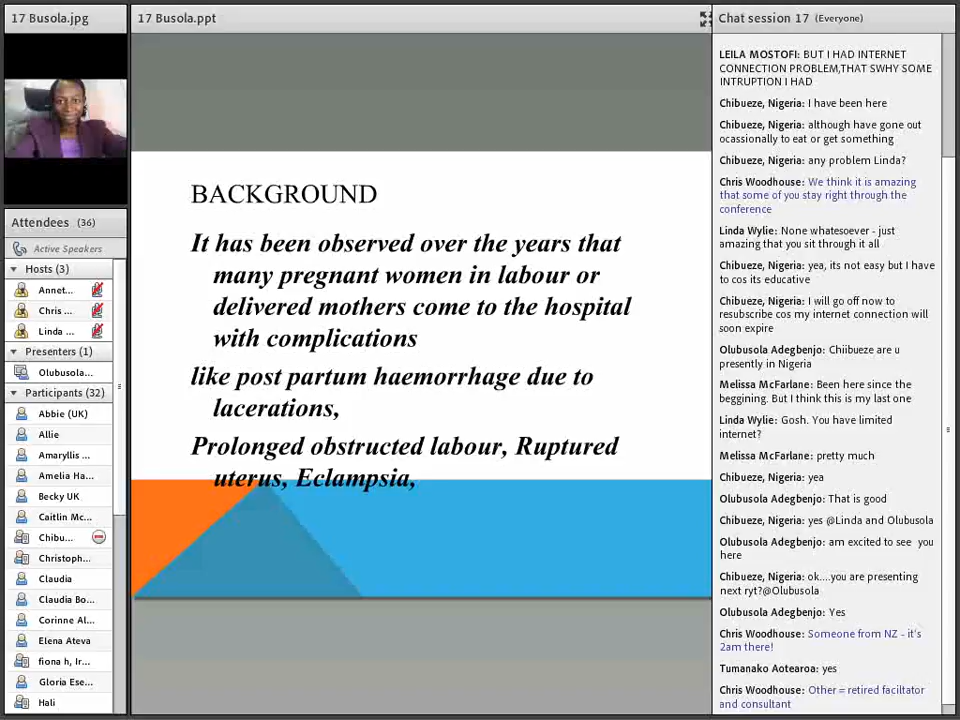 17 Busola.jpg
Attendees (36)
Active Speakers
Hosts (3)
Annet...
Chris ...
Linda ...
Presenters (1)
Olubusola...
Participants (32)
Abbie (UK)
Allie
Amaryllis ...
Amelia Ha...
Becky UK
Caitlin Mc...
Chibu...
Christoph...
Claudia
Claudia Bo...
Corinne Al...
Elena Ateva
fiona h, Ir...
Gloria Ese...
Hali
17 Busola.ppt
BACKGROUND
It has been observed over the years that
many pregnant women in labour or
delivered mothers come to the hospital
with complications
like post partum haemorrhage due to
lacerations,
Prolonged obstructed labour, Ruptured
uterus, Eclampsia,
Chat session 17 (Everyone)
LEILA MOSTOFI: BUT I HAD INTERNET
CONNECTION PROBLEM,THAT SWHY SOME
INTRUPTION I HAD
Chibueze, Nigeria: I have been here
Chibueze, Nigeria: although have gone out
ocassionally to eat or get something
Chibueze, Nigeria: any problem Linda?
Chris Woodhouse: We think it is amazing
that some of you stay right through the
conference
Linda Wylie: None whatesoever - just
amazing that you sit through it all
Chibueze, Nigeria: yea, its not easy but I have
to cos its educative
Chibueze, Nigeria: I will go off now to
resubscribe cos my internet connection will
soon expire
Olubusola Adegbenjo: Chiibueze are u
presently in Nigeria
Melissa McFarlane: Been here since the
beggining. But I think this is my last one
Linda Wylie: Gosh. You have limited
internet?
Melissa McFarlane: pretty much
Chibueze, Nigeria: yea
Olubusola Adegbenjo: That is good
Chibueze, Nigeria: yes @Linda and Olubusola
Olubusola Adegbenjo: am excited to see you
here
Chibueze, Nigeria: ok....you are presenting
next ryt?@Olubusola
Olubusola Adegbenjo: Yes
Chris Woodhouse: Someone from NZ - it's
2am there!
Tumanako Aotearoa: yes
Chris Woodhouse: Other = retired faciltator
and consultant